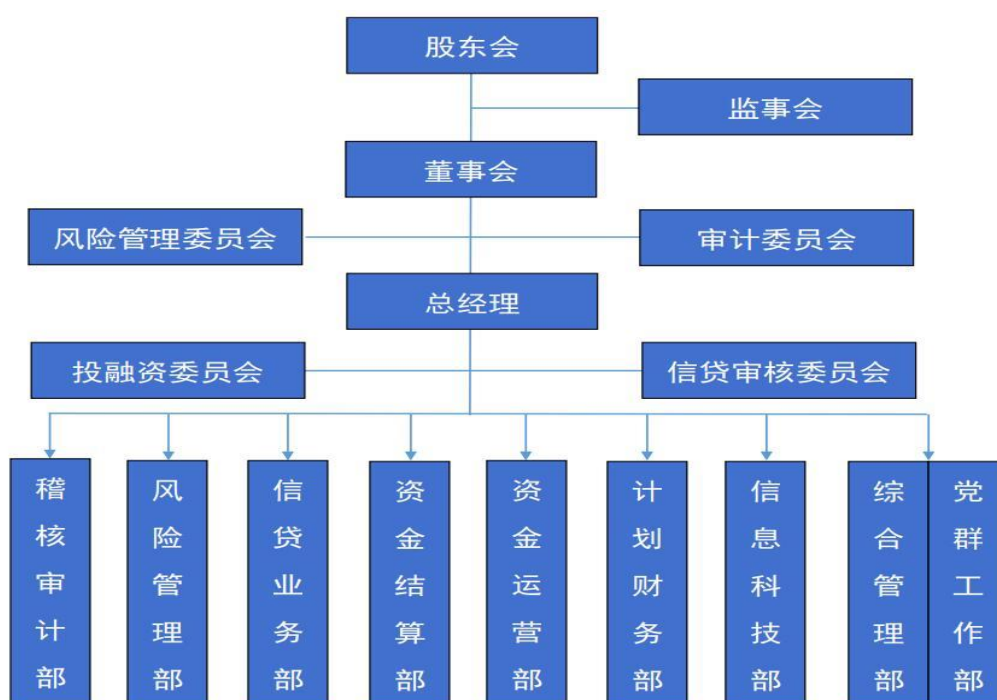 股东会
监事会
董事会
风险管理委员会
审计委员会
总经理
投融资委员会
信贷审核委员会
稽核审计部
风险管理部
信贷业务部
资金结算部
资金运营部
计划财务部
信息科技部
综合管理部
党群工作部